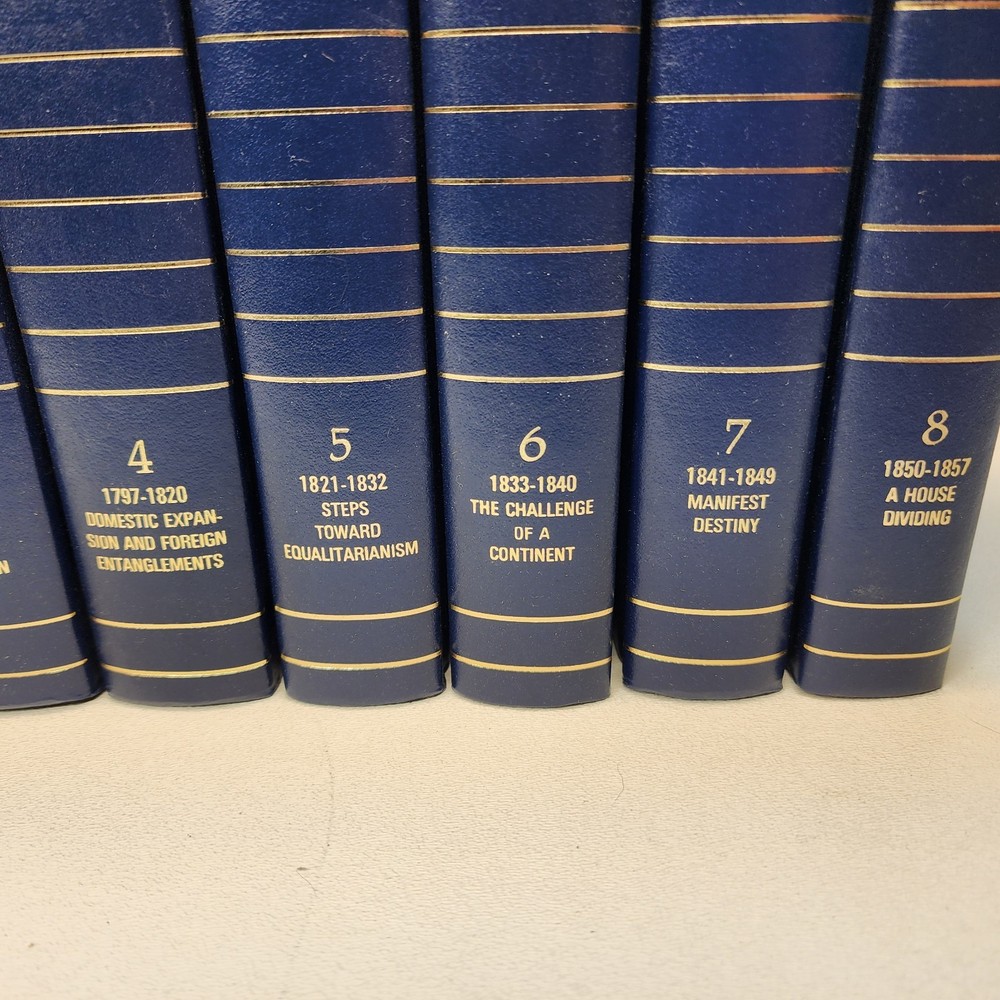 N
4
1797-1820
DOMESTIC EXPAN-
SION AND FOREIGN
ENTANGLEMENTS
5
1821-1832
STEPS
TOWARD
EQUALITARIANISM
6
1833-1840
THE CHALLENGE
OF A
CONTINENT
7
1841-1849
MANIFEST
DESTINY
8
1850-1857
A HOUSE
DIVIDING